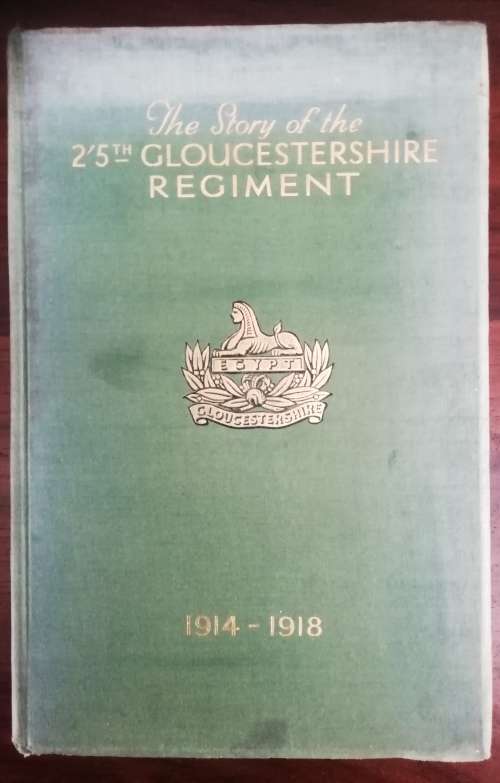 The Story of the
2'5TH GLOUCESTERSHIRE
REGIMENT
EGYPT
GLOUCESTERSHIRE
1914 - 1918